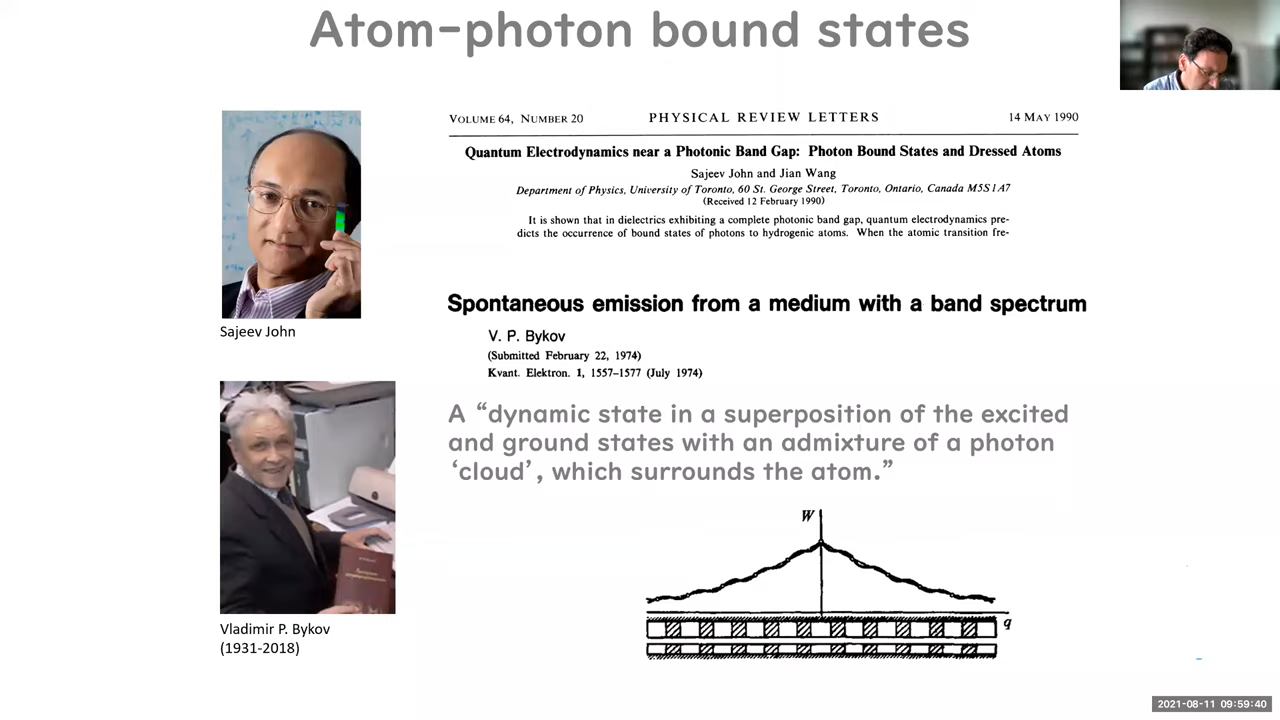 Atom-photon bound states
VOLUME 64, NUMBER 20 PHYSICAL REVIEW LETTERS 14 MAY 1990
Quantum Electrodynamics near a Photonic Band Gap: Photon Bound States and Dressed Atoms
Sajeev John and Jian Wang
Department of Physics, University of Toronto, 60 St. George Street, Toronto, Ontario, Canada M5S 1A7
(Received 12 February 1990)
It is shown that in dielectrics exhibiting a complete photonic band gap, quantum electrodynamics pre-
dicts the occurrence of bound states of photons to hydrogenic atoms. When the atomic transition fre-
Sajeev John
Spontaneous emission from a medium with a band spectrum
V. P. Bykov
(Submitted February 22, 1974)
Kvant. Elektron. 1, 1557–1577 (July 1974)
A “dynamic state in a superposition of the excited
and ground states with an admixture of a photon
‘cloud’, which surrounds the atom.”
W
q
Vladimir P. Bykov
(1931-2018)
2021-08-11 09:59:40